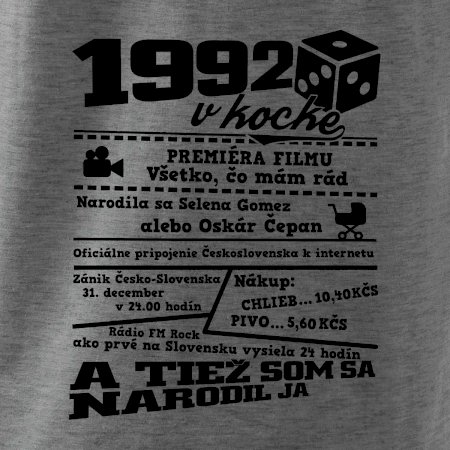 1992
v kocke
PREMIÉRA FILMU
Všetko, čo mám rád
Narodila sa Selena Gomez
alebo Oskár Čepan
Oficiálne pripojenie Československa k internetu
Zánik Česko-Slovenska
31. december
v 24.00 hodín
Nákup:
CHLIEB... 10,40KČS
PIVO... 5,60KČS
Rádio FM Rock
ako prvé na Slovensku vysiela 24 hodín
A TIEŽ SOM SA
NARODIL JA